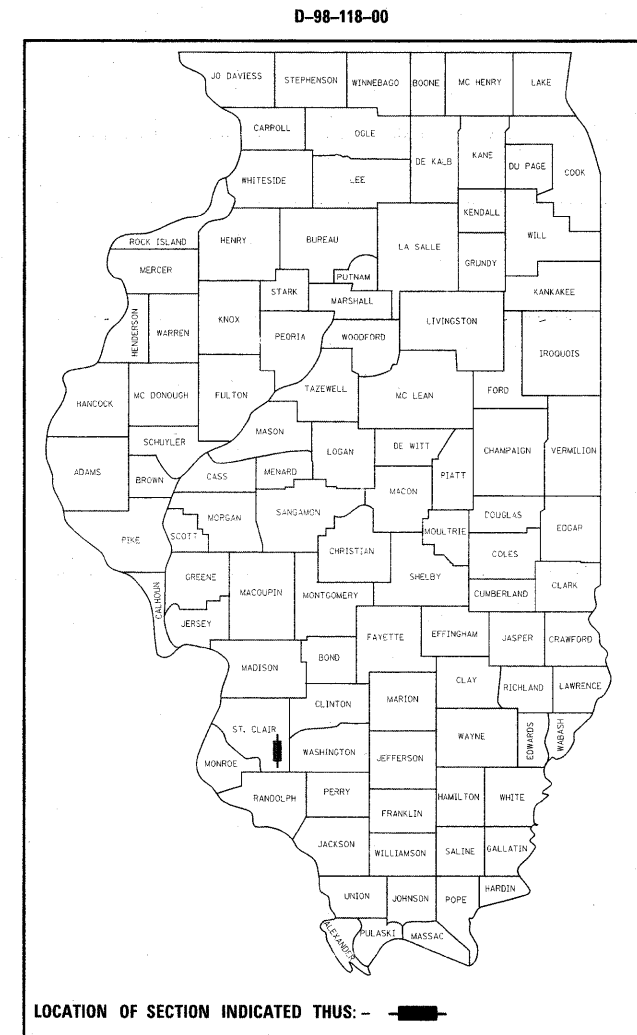 D-98-118-00
JO DAVIESS
STEPHENSON
WINNEBAGO
BOONE
MC HENRY
LAKE
CARROLL
OGLE
DE KALB
KANE
DU PAGE
COOK
WHITESIDE
LEE
KENDALL
WILL
ROCK ISLAND
HENRY
BUREAU
LA SALLE
GRUNDY
MERCER
PUTNAM
STARK
MARSHALL
KANKAKEE
HENDERSON
WARREN
KNOX
PEORIA
WOODFORD
LIVINGSTON
IROQUOIS
HANCOCK
MC DONOUGH
FULTON
TAZEWELL
MC LEAN
FORD
SCHUYLER
MASON
LOGAN
DE WITT
CHAMPAIGN
VERMILION
ADAMS
BROWN
CASS
MENARD
PIATT
MACON
MORGAN
SANGAMON
DOUGLAS
EDGAR
PIKE
SCOTT
CHRISTIAN
MOULTRIE
COLES
GREENE
MACOUPIN
MONTGOMERY
SHELBY
CUMBERLAND
CLARK
CALHOUN
JERSEY
FAYETTE
EFFINGHAM
JASPER
CRAWFORD
MADISON
BOND
CLAY
RICHLAND
LAWRENCE
CLINTON
MARION
ST. CLAIR
WAYNE
EDWARDS
WABASH
MONROE
WASHINGTON
JEFFERSON
RANDOLPH
PERRY
HAMILTON
WHITE
FRANKLIN
JACKSON
WILLIAMSON
SALINE
GALLATIN
UNION
JOHNSON
POPE
HARDIN
ALEXANDER
PULASKI
MASSAC
LOCATION OF SECTION INDICATED THUS: -